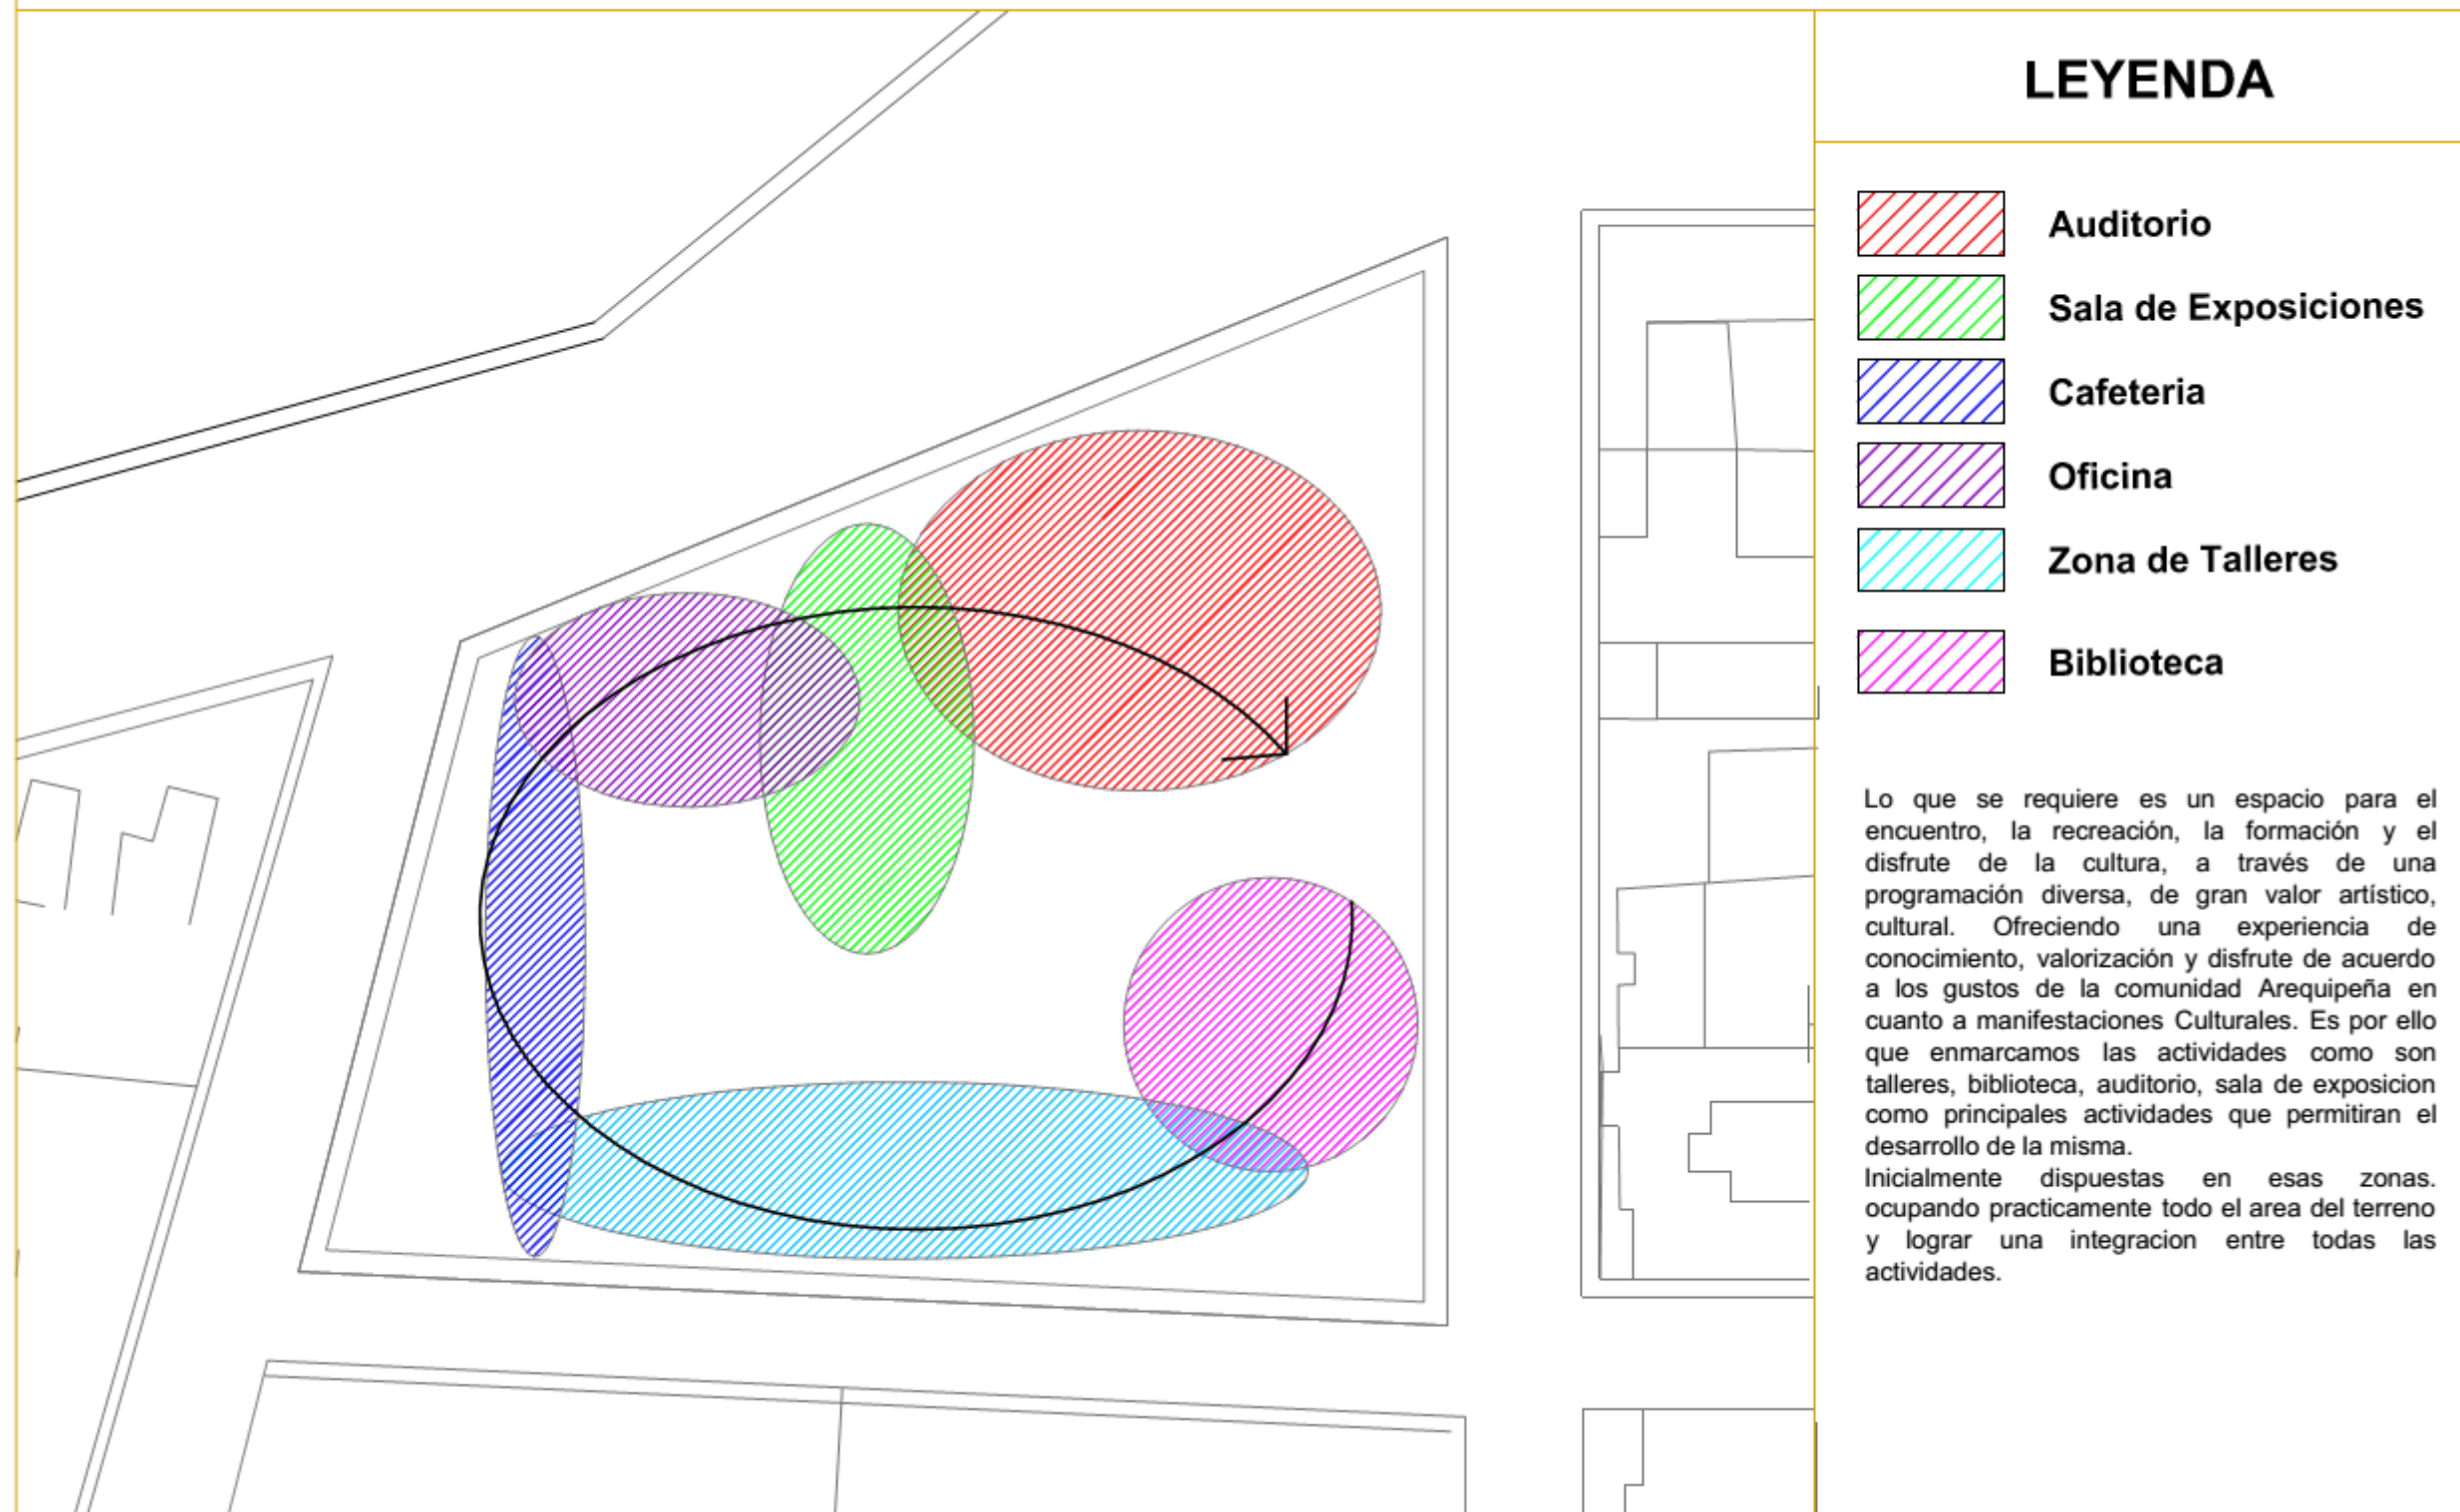 LEYENDA
Auditorio
Sala de Exposiciones
Cafeteria
Oficina
Zona de Talleres
Biblioteca
Lo que se requiere es un espacio para el
encuentro, la recreación, la formación y el
disfrute de la cultura, a través de una
programación diversa, de gran valor artístico,
cultural. Ofreciendo una experiencia de
conocimiento, valorización y disfrute de acuerdo
a los gustos de la comunidad Arequipeña en
cuanto a manifestaciones Culturales. Es por ello
que enmarcamos las actividades como son
talleres, biblioteca, auditorio, sala de exposicion
como principales actividades que permitiran el
desarrollo de la misma.
Inicialmente dispuestas en esas zonas.
ocupando practicamente todo el area del terreno
y lograr una integracion entre todas las
actividades.